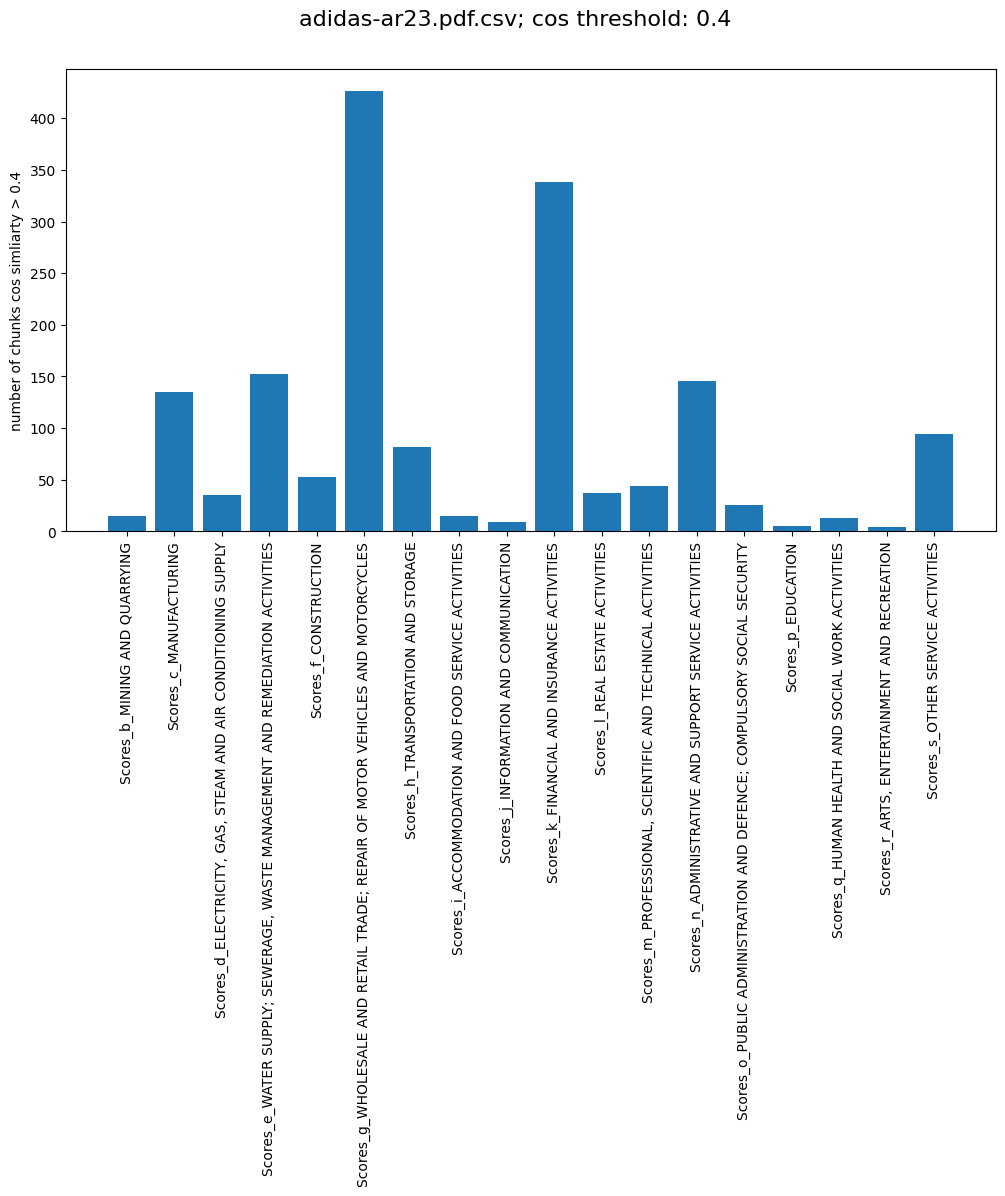 adidas-ar23.pdf.csv; cos threshold: 0.4
number of chunks cos simliarty > 0.4
400
350
300
250
200
150
100
50
0
Scores_b_MINING AND QUARRYING
Scores_c_MANUFACTURING
Scores_d_ELECTRICITY, GAS, STEAM AND AIR CONDITIONING SUPPLY
Scores_e_WATER SUPPLY; SEWERAGE, WASTE MANAGEMENT AND REMEDIATION ACTIVITIES
Scores_f_CONSTRUCTION
Scores_g_WHOLESALE AND RETAIL TRADE; REPAIR OF MOTOR VEHICLES AND MOTORCYCLES
Scores_h_TRANSPORTATION AND STORAGE
Scores_i_ACCOMMODATION AND FOOD SERVICE ACTIVITIES
Scores_j_INFORMATION AND COMMUNICATION
Scores_k_FINANCIAL AND INSURANCE ACTIVITIES
Scores_l_REAL ESTATE ACTIVITIES
Scores_m_PROFESSIONAL, SCIENTIFIC AND TECHNICAL ACTIVITIES
Scores_n_ADMINISTRATIVE AND SUPPORT SERVICE ACTIVITIES
Scores_o_PUBLIC ADMINISTRATION AND DEFENCE; COMPULSORY SOCIAL SECURITY
Scores_p_EDUCATION
Scores_q_HUMAN HEALTH AND SOCIAL WORK ACTIVITIES
Scores_r_ARTS, ENTERTAINMENT AND RECREATION
Scores_s_OTHER SERVICE ACTIVITIES